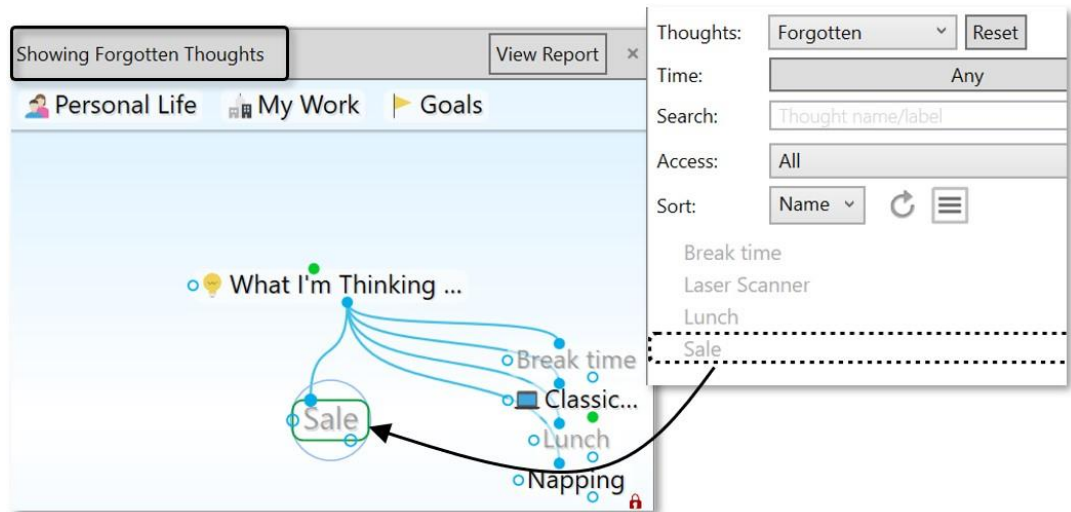 Showing Forgotten Thoughts
View Report
×
Personal Life
My Work
Goals
What I'm Thinking ...
Break time
Classic...
Sale
Lunch
Napping
Thoughts:
Forgotten
Reset
Time:
Any
Search:
Thought name/label
Access:
All
Sort:
Name
Break time
Laser Scanner
Lunch
Sale